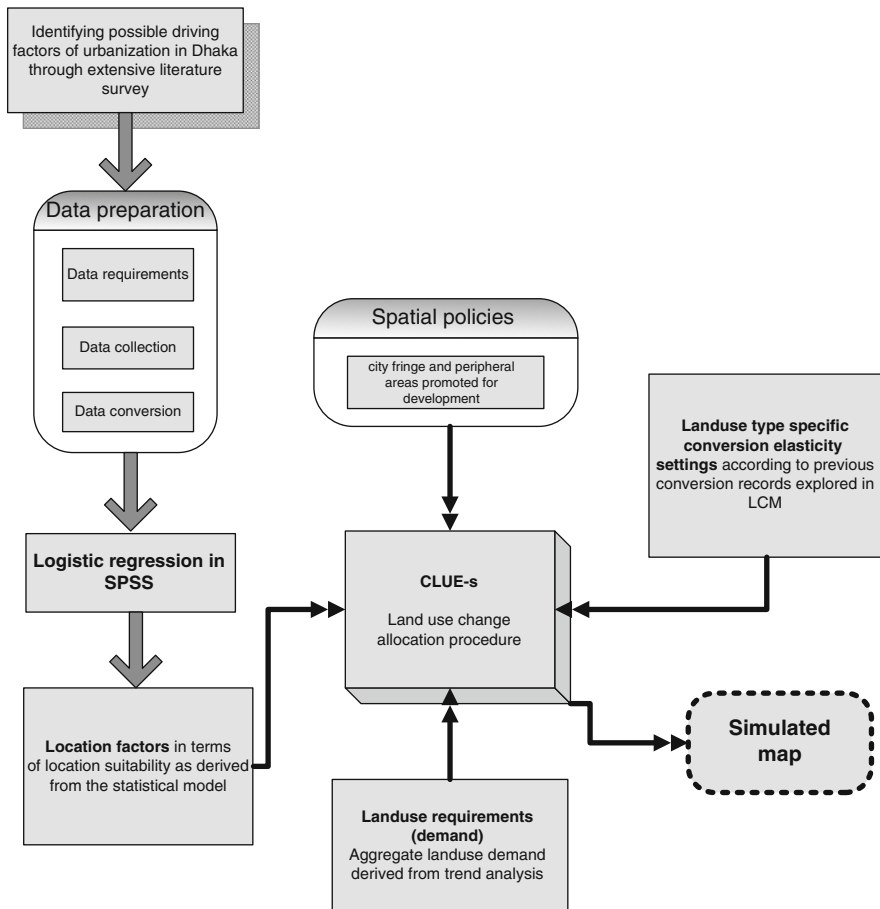 Identifying possible driving
factors of urbanization in Dhaka
through extensive literature
survey
Data preparation
Data requirements
Data collection
Data conversion
Logistic regression in
SPSS
Location factors in terms
of location suitability as derived
from the statistical model
Spatial policies
city fringe and peripheral
areas promoted for
development
CLUE-s
Land use change
allocation procedure
Landuse requirements
(demand)
Aggregate landuse demand
derived from trend analysis
Landuse type specific
conversion elasticity
settings according to previous
conversion records explored in
LCM
Simulated
map